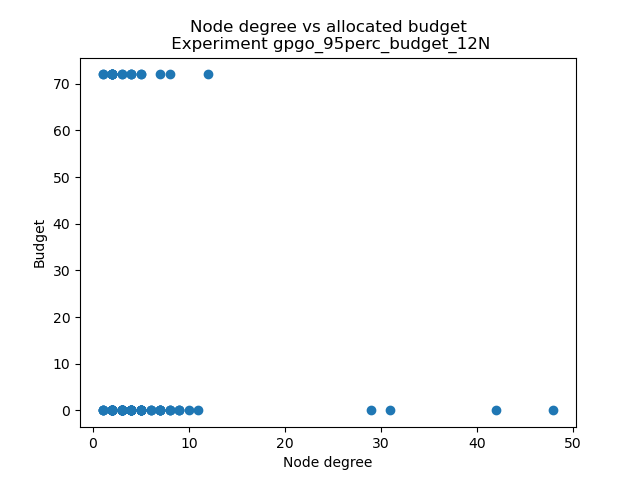 Node degree vs allocated budget
Experiment gpgo_95perc_budget_12N
70
60
50
40
30
20
10
0
Budget
0 10 20 30 40 50
Node degree